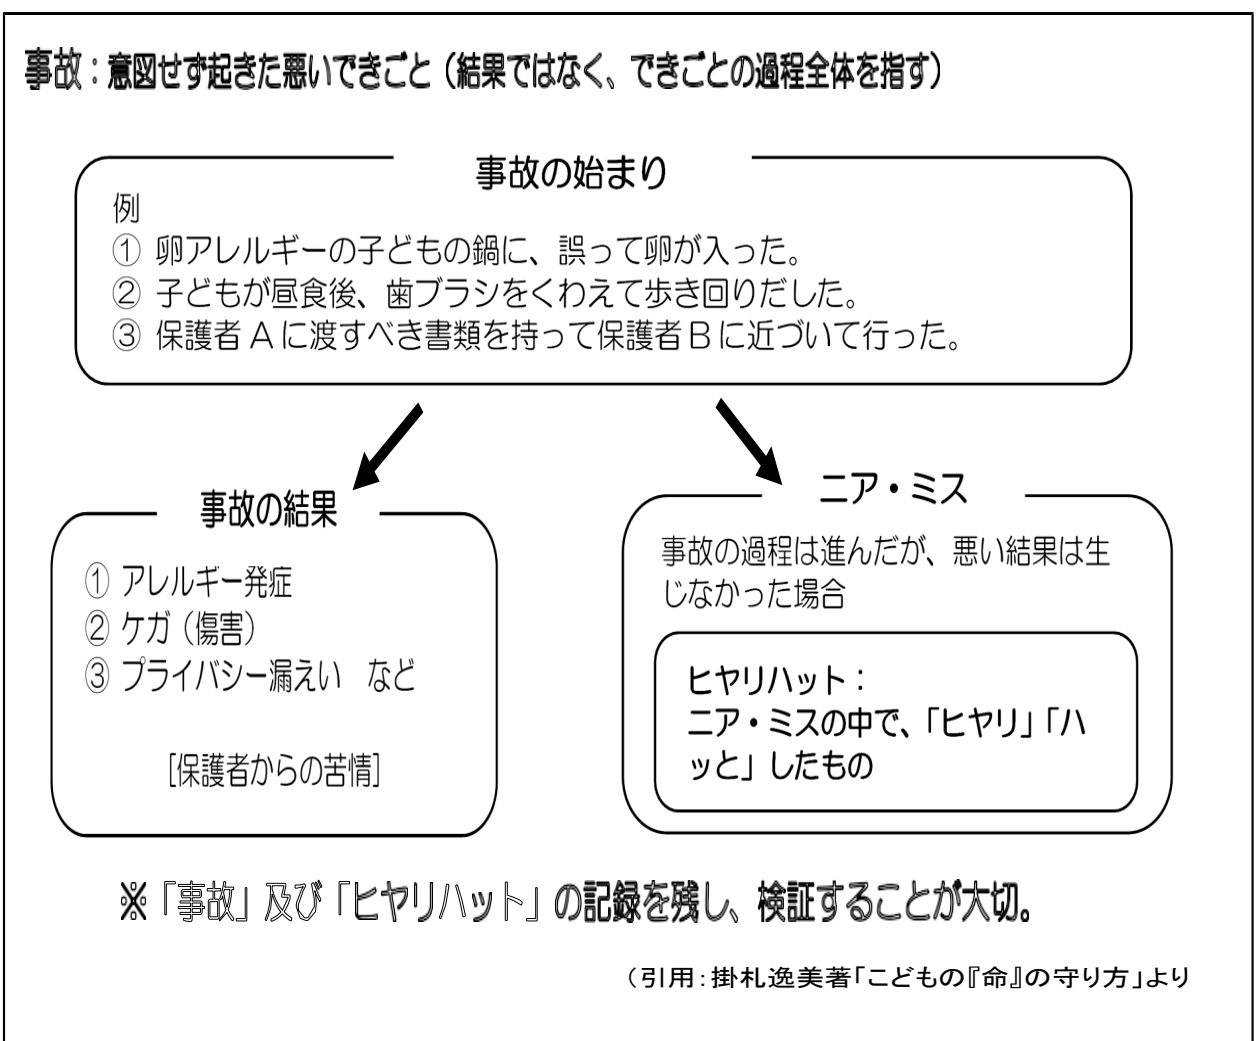 事故：意図せず起きた悪いできごと（結果ではなく、できごとの過程全体を指す）
事故の始まり
例
① 卵アレルギーの子どもの鍋に、誤って卵が入った。
② 子どもが昼食後、歯ブラシをくわえて歩き回りだした。
③ 保護者Ａに渡すべき書類を持って保護者Ｂに近づいて行った。
事故の結果
① アレルギー発症
② ケガ（傷害）
③ プライバシー漏えい　など
［保護者からの苦情］
ニア・ミス
事故の過程は進んだが、悪い結果は生
じなかった場合
ヒヤリハット：
ニア・ミスの中で、「ヒヤリ」「ハ
ッと」したもの
※「事故」及び「ヒヤリハット」の記録を残し、検証することが大切。
（引用：掛札逸美著「こどもの『命』の守り方」より